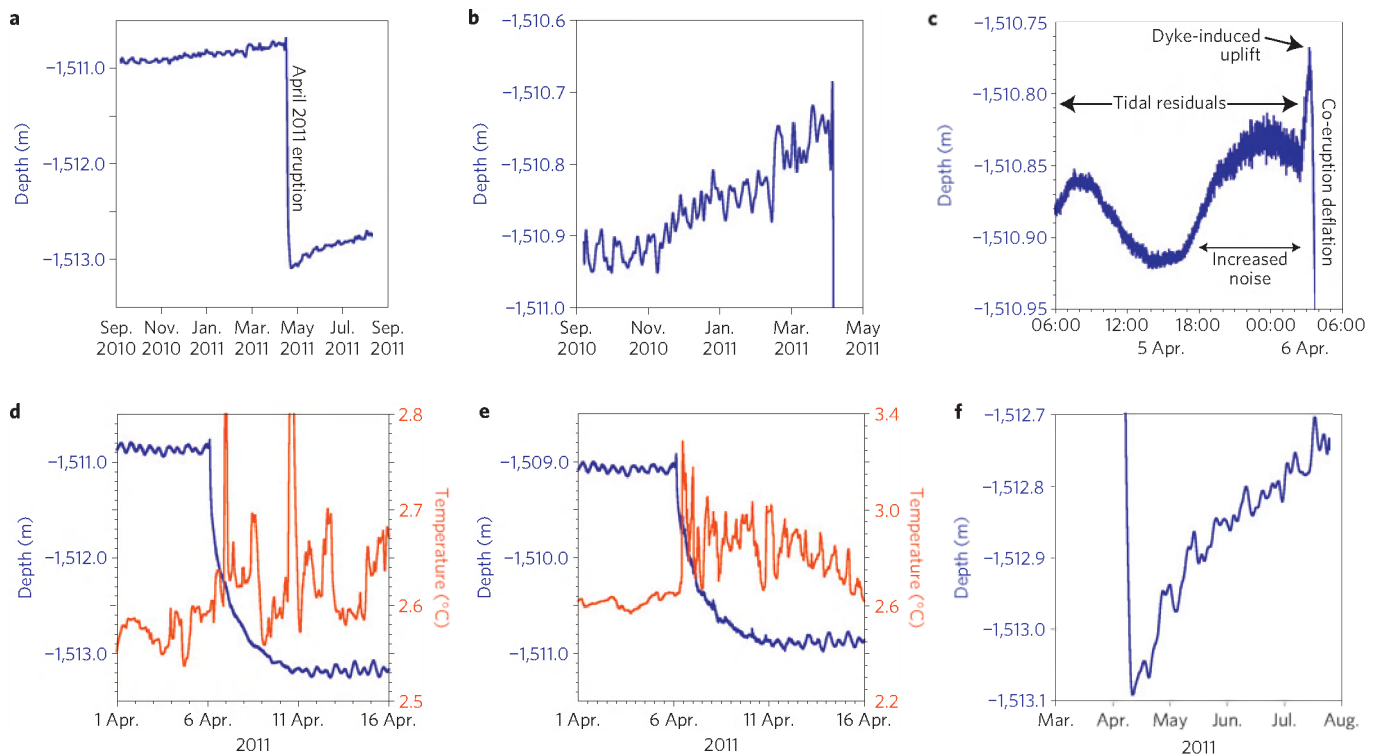 a
−1,511.0
−1,512.0
−1,513.0
Depth (m)
April 2011 eruption
Sep. Nov. Jan. Mar. May Jul. Sep.
2010 2010 2011 2011 2011 2011 2011
b
−1,510.6
−1,510.7
−1,510.8
−1,510.9
−1,511.0
Depth (m)
Sep. Nov. Jan. Mar. May
2010 2010 2011 2011 2011
c
−1,510.75
−1,510.80
−1,510.85
−1,510.90
−1,510.95
Depth (m)
Dyke-induced
uplift
Tidal residuals
Increased
noise
Co-eruption deflation
06:00 12:00 18:00 00:00 06:00
5 Apr. 6 Apr.
d
−1,511.0
−1,512.0
−1,513.0
Depth (m)
2.8
2.7
2.6
2.5
Temperature (°C)
1 Apr. 6 Apr. 11 Apr. 16 Apr.
2011
e
−1,509.0
−1,510.0
−1,511.0
Depth (m)
3.4
3.0
2.6
2.2
Temperature (°C)
1 Apr. 6 Apr. 11 Apr. 16 Apr.
2011
f
−1,512.7
−1,512.8
−1,512.9
−1,513.0
−1,513.1
Depth (m)
Mar. Apr. May Jun. Jul. Aug.
2011